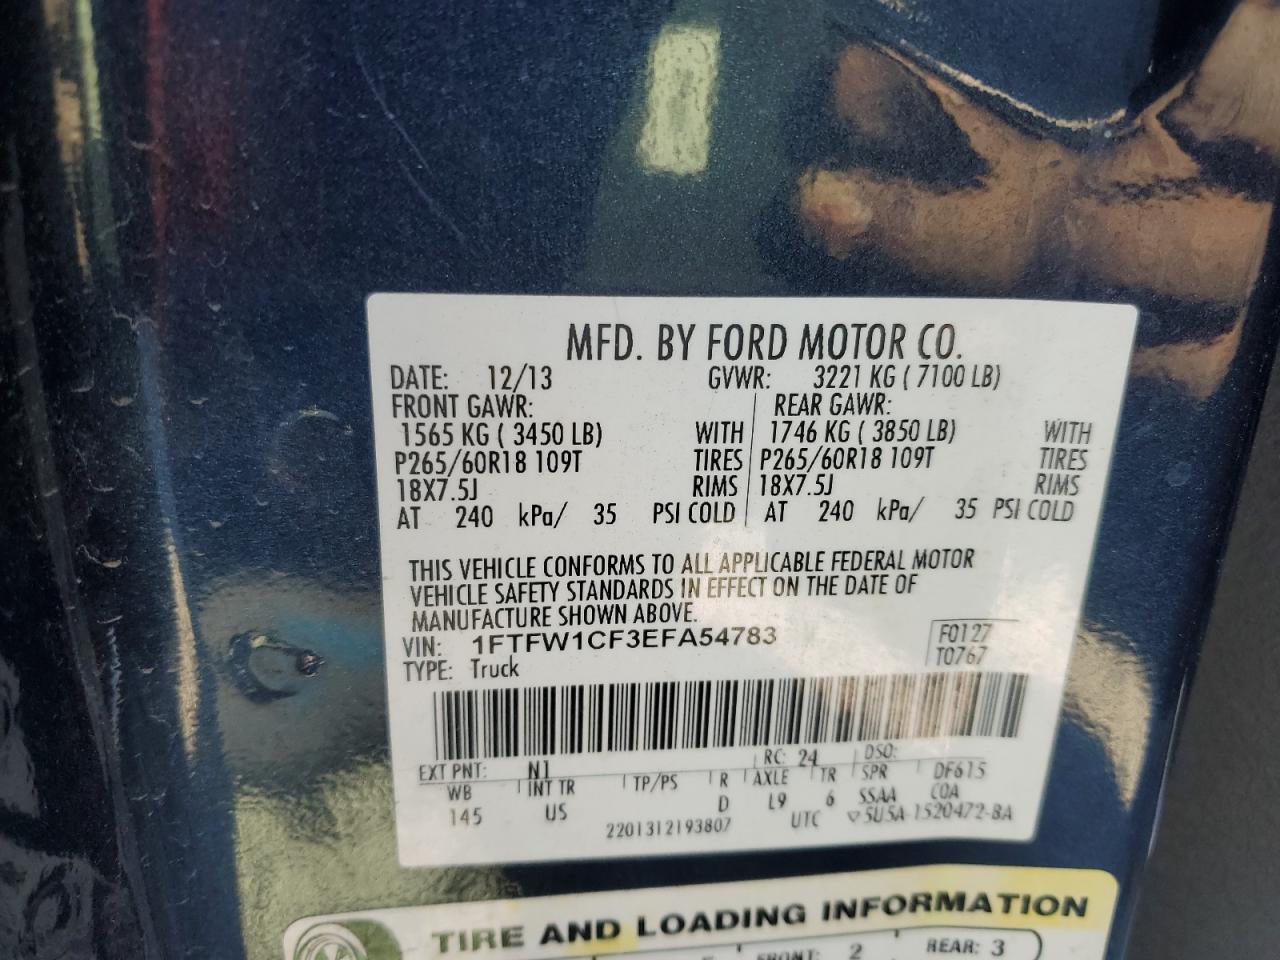 MFD. BY FORD MOTOR CO.
DATE: 12/13 GVWR: 3221 KG ( 7100 LB)
FRONT GAWR: REAR GAWR:
1565 KG ( 3450 LB) WITH 1746 KG ( 3850 LB) WITH
P265/60R18 109T TIRES P265/60R18 109T TIRES
18X7.5J RIMS 18X7.5J RIMS
AT 240 kPa/ 35 PSI COLD AT 240 kPa/ 35 PSI COLD
THIS VEHICLE CONFORMS TO ALL APPLICABLE FEDERAL MOTOR
VEHICLE SAFETY STANDARDS IN EFFECT ON THE DATE OF
MANUFACTURE SHOWN ABOVE.
VIN: 1FTFW1CF3EFA54783 F0127
TYPE: Truck T0767
EXT PNT: N1 RC: 24 DSO:
WB INT TR TP/PS R AXLE TR SPR DF615
145 US D L9 6 SSAA COA
2201312193807 UTC ▽5U5A-1520472-BA
TIRE AND LOADING INFORMATION
FRONT: 2 REAR: 3